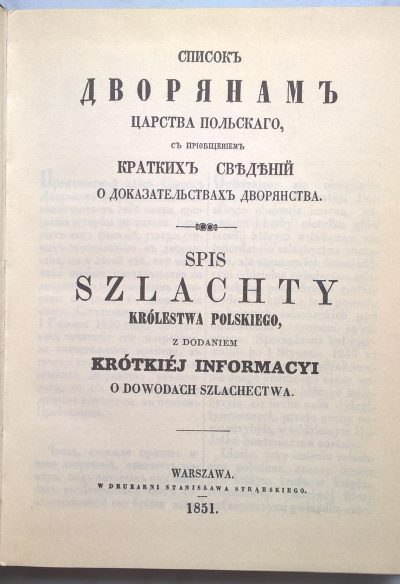 СПИСОКЪ
ДВОРЯНАМЪ
ЦАРСТВА ПОЛЬСКАГО,
СЪ ПРІОБЩЕНІЕМЪ
КРАТКИХЪ СВѢДѢНІЙ
О ДОКАЗАТЕЛЬСТВАХЪ ДВОРЯНСТВА.
SPIS
SZLACHTY
KRÓLESTWA POLSKIEGO,
Z DODANIEM
KRÓTKIÉJ INFORMACYI
O DOWODACH SZLACHECTWA.
WARSZAWA.
W DRUKARNI STANISŁAWA STRĄBSKIEGO.
1851.